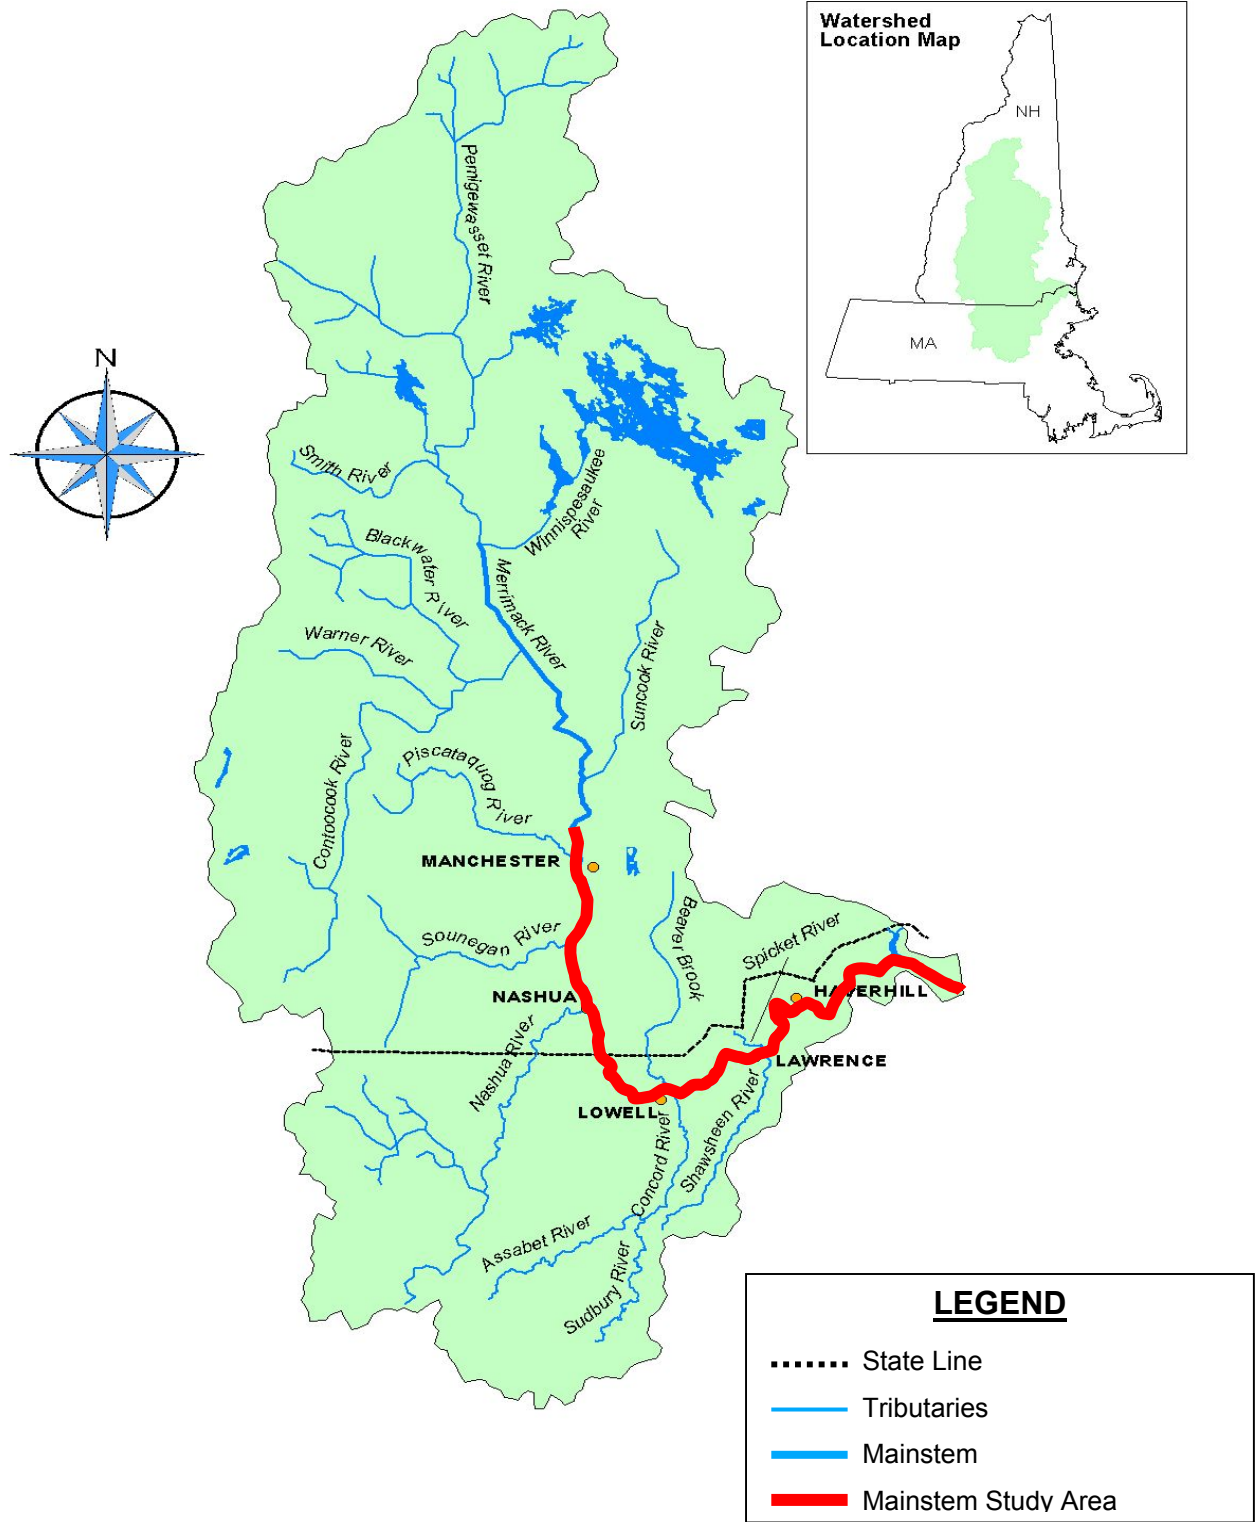 Watershed
Location Map
NH
MA
N
Pemigewasset River
Smith River
Winnispesaukee
River
Blackwater River
Merrimack River
Warner River
Suncook River
Contoocook River
Piscataquog River
MANCHESTER
Beaver Brook
Sounegan River
Spicket River
NASHUA
HAVERHILL
Nashua River
LAWRENCE
LOWELL
Concord River
Shawsheen River
Assabet River
Sudbury River
LEGEND
State Line
Tributaries
Mainstem
Mainstem Study Area